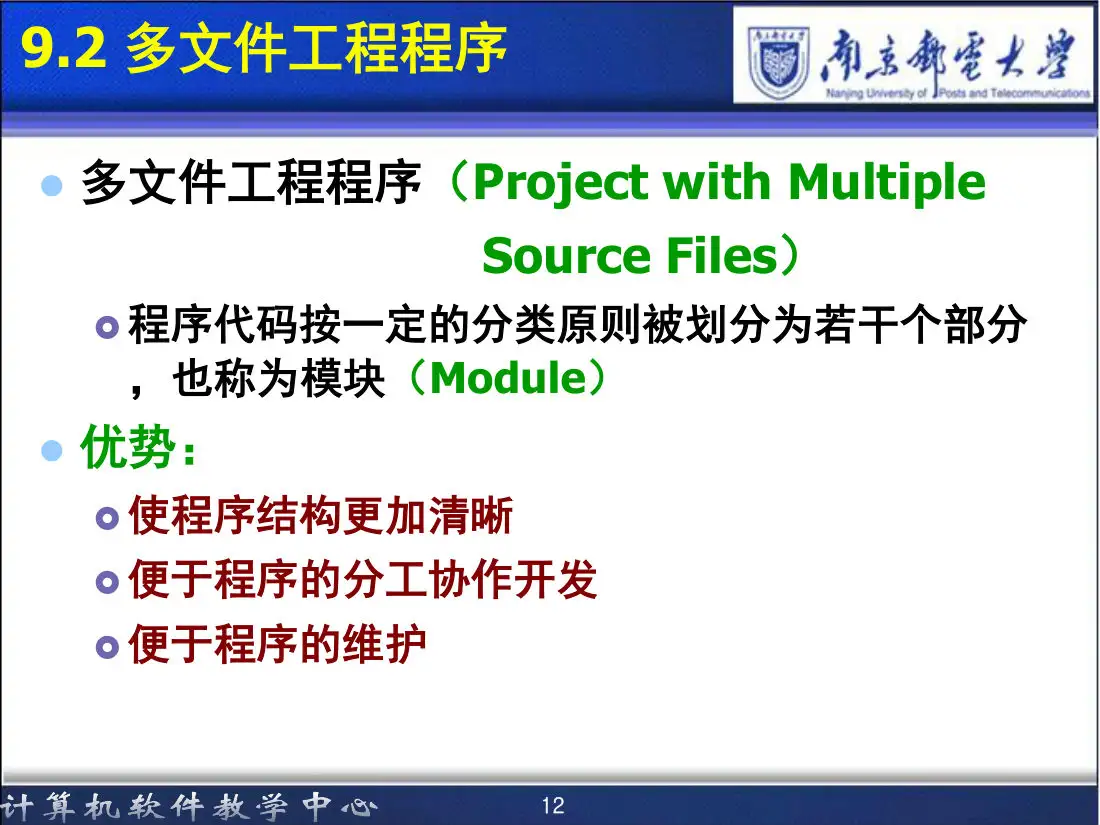 9.2 多文件工程程序
南京邮电大学
Nanjing University of Posts and Telecommunications
多文件工程程序（Project with Multiple
Source Files）
程序代码按一定的分类原则被划分为若干个部分
，也称为模块（Module）
优势：
使程序结构更加清晰
便于程序的分工协作开发
便于程序的维护
计算机软件教学中心
12